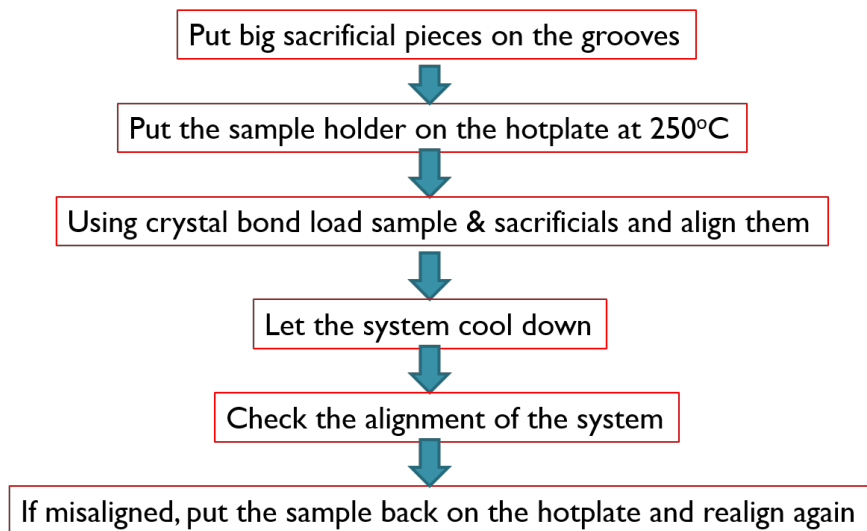 Put big sacrificial pieces on the grooves
Put the sample holder on the hotplate at 250°C
Using crystal bond load sample & sacrificials and align them
Let the system cool down
Check the alignment of the system
If misaligned, put the sample back on the hotplate and realign again